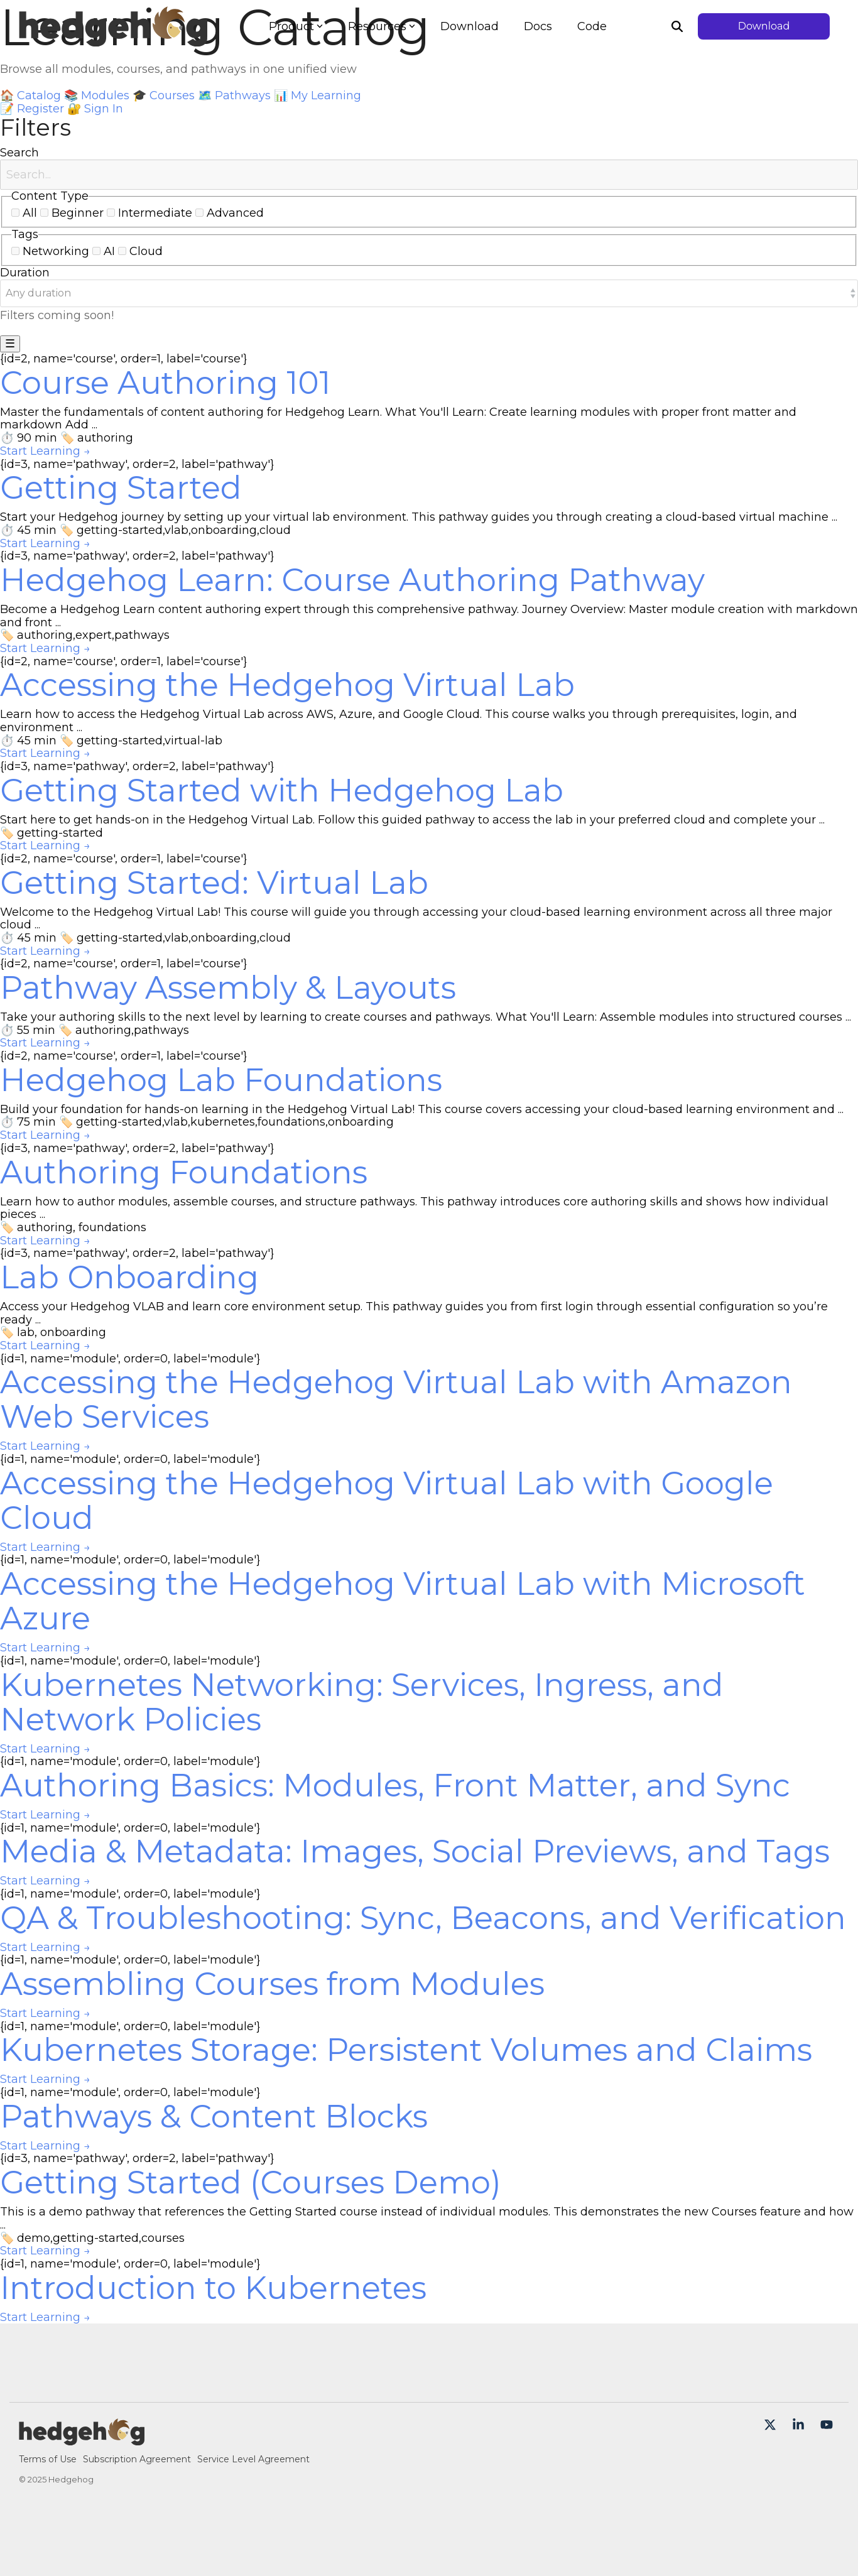 Learning Catalog
hedgehog
Product
Resources
Download
Docs
Code
Download
Browse all modules, courses, and pathways in one unified view
🏠 Catalog 📚 Modules 🎓 Courses 🗺️ Pathways 📊 My Learning
📝 Register 🔐 Sign In
Filters
Search
Search...
Content Type
All Beginner Intermediate Advanced
Tags
Networking AI Cloud
Duration
Any duration
Filters coming soon!
☰
{id=2, name='course', order=1, label='course'}
Course Authoring 101
Master the fundamentals of content authoring for Hedgehog Learn. What You'll Learn: Create learning modules with proper front matter and
markdown Add ...
⏱️ 90 min 🏷️ authoring
Start Learning →
{id=3, name='pathway', order=2, label='pathway'}
Getting Started
Start your Hedgehog journey by setting up your virtual lab environment. This pathway guides you through creating a cloud-based virtual machine ...
⏱️ 45 min 🏷️ getting-started,vlab,onboarding,cloud
Start Learning →
{id=3, name='pathway', order=2, label='pathway'}
Hedgehog Learn: Course Authoring Pathway
Become a Hedgehog Learn content authoring expert through this comprehensive pathway. Journey Overview: Master module creation with markdown
and front ...
🏷️ authoring,expert,pathways
Start Learning →
{id=2, name='course', order=1, label='course'}
Accessing the Hedgehog Virtual Lab
Learn how to access the Hedgehog Virtual Lab across AWS, Azure, and Google Cloud. This course walks you through prerequisites, login, and
environment ...
⏱️ 45 min 🏷️ getting-started,virtual-lab
Start Learning →
{id=3, name='pathway', order=2, label='pathway'}
Getting Started with Hedgehog Lab
Start here to get hands-on in the Hedgehog Virtual Lab. Follow this guided pathway to access the lab in your preferred cloud and complete your ...
🏷️ getting-started
Start Learning →
{id=2, name='course', order=1, label='course'}
Getting Started: Virtual Lab
Welcome to the Hedgehog Virtual Lab! This course will guide you through accessing your cloud-based learning environment across all three major
cloud ...
⏱️ 45 min 🏷️ getting-started,vlab,onboarding,cloud
Start Learning →
{id=2, name='course', order=1, label='course'}
Pathway Assembly & Layouts
Take your authoring skills to the next level by learning to create courses and pathways. What You'll Learn: Assemble modules into structured courses ...
⏱️ 55 min 🏷️ authoring,pathways
Start Learning →
{id=2, name='course', order=1, label='course'}
Hedgehog Lab Foundations
Build your foundation for hands-on learning in the Hedgehog Virtual Lab! This course covers accessing your cloud-based learning environment and ...
⏱️ 75 min 🏷️ getting-started,vlab,kubernetes,foundations,onboarding
Start Learning →
{id=3, name='pathway', order=2, label='pathway'}
Authoring Foundations
Learn how to author modules, assemble courses, and structure pathways. This pathway introduces core authoring skills and shows how individual
pieces ...
🏷️ authoring, foundations
Start Learning →
{id=3, name='pathway', order=2, label='pathway'}
Lab Onboarding
Access your Hedgehog VLAB and learn core environment setup. This pathway guides you from first login through essential configuration so you’re
ready ...
🏷️ lab, onboarding
Start Learning →
{id=1, name='module', order=0, label='module'}
Accessing the Hedgehog Virtual Lab with Amazon
Web Services
Start Learning →
{id=1, name='module', order=0, label='module'}
Accessing the Hedgehog Virtual Lab with Google
Cloud
Start Learning →
{id=1, name='module', order=0, label='module'}
Accessing the Hedgehog Virtual Lab with Microsoft
Azure
Start Learning →
{id=1, name='module', order=0, label='module'}
Kubernetes Networking: Services, Ingress, and
Network Policies
Start Learning →
{id=1, name='module', order=0, label='module'}
Authoring Basics: Modules, Front Matter, and Sync
Start Learning →
{id=1, name='module', order=0, label='module'}
Media & Metadata: Images, Social Previews, and Tags
Start Learning →
{id=1, name='module', order=0, label='module'}
QA & Troubleshooting: Sync, Beacons, and Verification
Start Learning →
{id=1, name='module', order=0, label='module'}
Assembling Courses from Modules
Start Learning →
{id=1, name='module', order=0, label='module'}
Kubernetes Storage: Persistent Volumes and Claims
Start Learning →
{id=1, name='module', order=0, label='module'}
Pathways & Content Blocks
Start Learning →
{id=3, name='pathway', order=2, label='pathway'}
Getting Started (Courses Demo)
This is a demo pathway that references the Getting Started course instead of individual modules. This demonstrates the new Courses feature and how
...
🏷️ demo,getting-started,courses
Start Learning →
{id=1, name='module', order=0, label='module'}
Introduction to Kubernetes
Start Learning →
hedgehog
Terms of Use Subscription Agreement Service Level Agreement
© 2025 Hedgehog